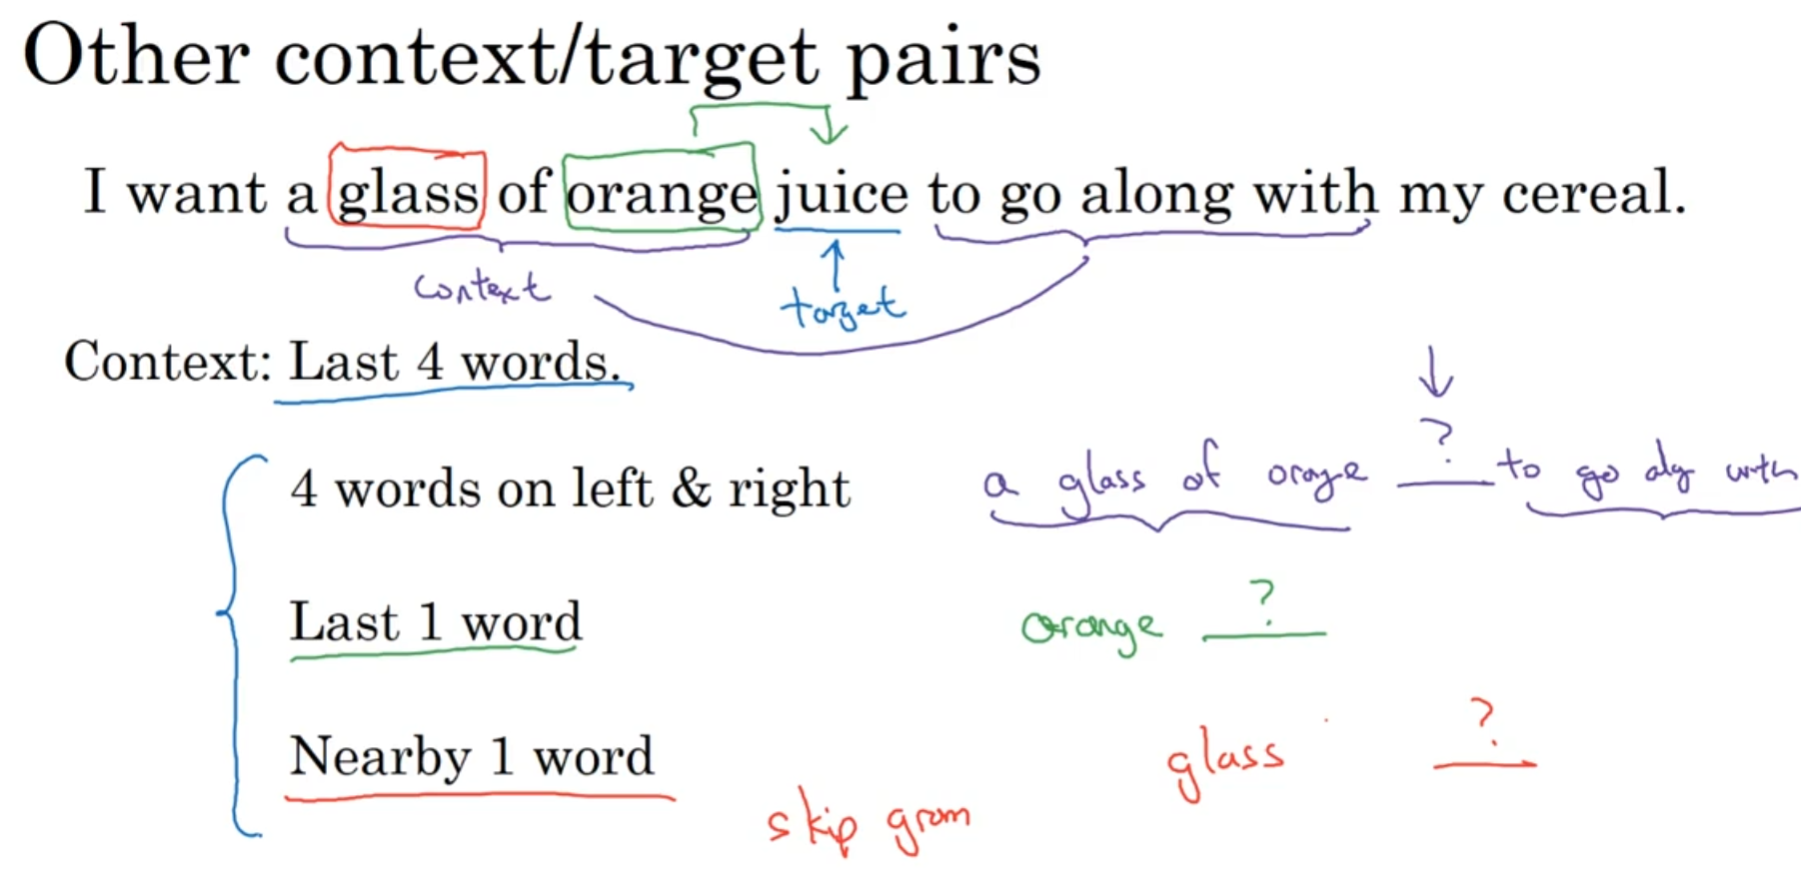 Other context/target pairs
I want a glass of orange juice to go along with my cereal.
context
target
Context: Last 4 words.
?
4 words on left & right a glass of orange ___ to go alg with
Last 1 word orange ?
Nearby 1 word glass ?
skip gram